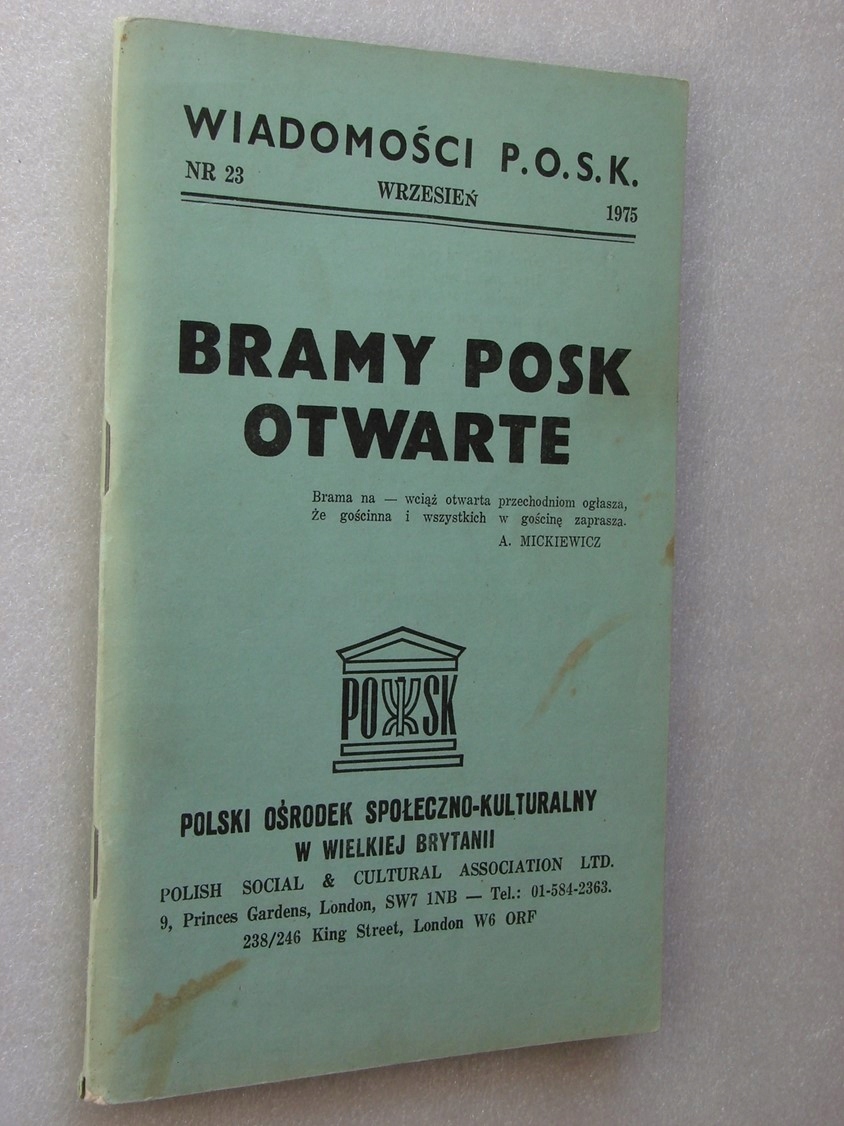 WIADOMOŚCI P.O.S.K.
NR 23 WRZESIEŃ 1975
BRAMY POSK
OTWARTE
Brama na — wciąż otwarta przechodniom ogłasza,
Że gościnna i wszystkich w gościnę zaprasza.
A. MICKIEWICZ
POSK
POLSKI OŚRODEK SPOŁECZNO-KULTURALNY
W WIELKIEJ BRYTANII
POLISH SOCIAL & CULTURAL ASSOCIATION LTD.
9, Princes Gardens, London, SW7 1NB — Tel.: 01-584-2363.
238/246 King Street, London W6 ORF